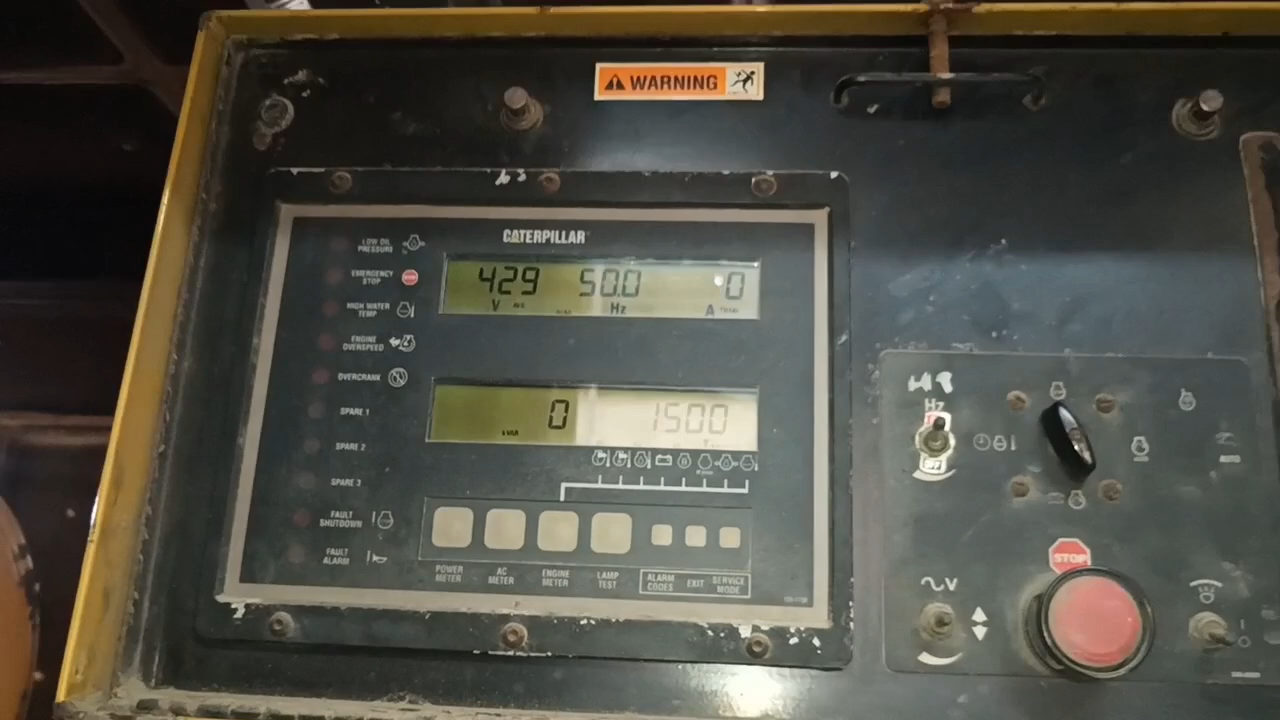 WARNING
CATERPILLAR
LOW OIL
PRESSURE
EMERGENCY
STOP
HIGH WATER
TEMP
ENGINE
OVERSPEED
OVERCRANK
SPARE 1
SPARE 2
SPARE 3
FAULT
SHUTDOWN
FAULT
ALARM
429 50.0 0
V Hz A
0 1500
POWER
METER
AC
METER
ENGINE
METER
LAMP
TEST
ALARM
CODES
EXIT
SERVICE
MODE
Hz
AUTO
STOP
V